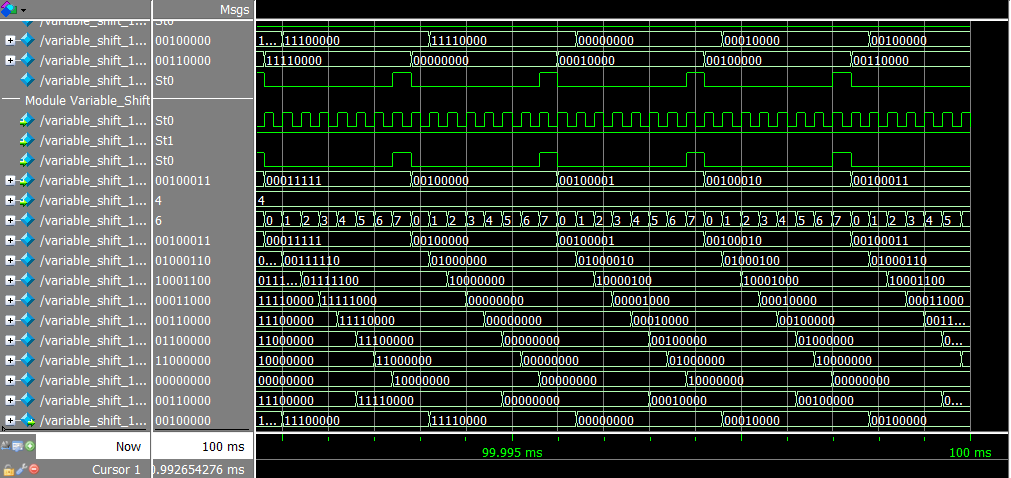 Msgs
/variable_shift_1... St0
/variable_shift_1... 00100000 1... 11100000 11110000 00000000 00010000 00100000
/variable_shift_1... 00110000 11110000 00000000 00010000 00100000 00110000
/variable_shift_1... St0
Module Variable_Shift
/variable_shift_1... St0
/variable_shift_1... St1
/variable_shift_1... St0
/variable_shift_1... 00100011 00011111 00100000 00100001 00100010 00100011
/variable_shift_1... 4 4
/variable_shift_1... 6 0 1 2 3 4 5 6 7 0 1 2 3 4 5 6 7 0 1 2 3 4 5 6 7 0 1 2 3 4 5 6 7 0 1 2 3 4 5
/variable_shift_1... 00100011 00011111 00100000 00100001 00100010 00100011
/variable_shift_1... 01000110 0... 00111110 01000000 01000010 01000100 01000110
/variable_shift_1... 10001100 0111... 01111100 10000000 10000100 10001000 10001100
/variable_shift_1... 00011000 11110000 11111000 00000000 00001000 00010000 00011000
/variable_shift_1... 00110000 11100000 11110000 00000000 00010000 00100000 0011...
/variable_shift_1... 01100000 11000000 11100000 00000000 00100000 01000000 0...
/variable_shift_1... 11000000 10000000 11000000 00000000 01000000 10000000
/variable_shift_1... 00000000 00000000 10000000 00000000 10000000 00000000
/variable_shift_1... 00110000 11100000 11110000 00000000 00010000 00100000 0...
/variable_shift_1... 00100000 1... 11100000 11110000 00000000 00010000 00100000
Now 100 ms
99.995 ms 100 ms
Cursor 1 0.992654276 ms